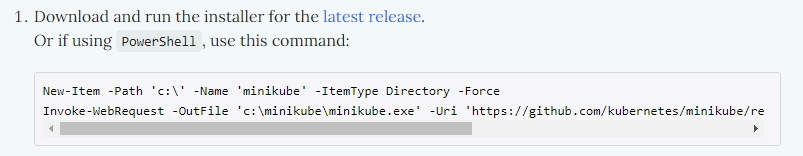 1. Download and run the installer for the latest release.
Or if using PowerShell , use this command:
New-Item -Path 'c:\' -Name 'minikube' -ItemType Directory -Force
Invoke-WebRequest -OutFile 'c:\minikube\minikube.exe' -Uri 'https://github.com/kubernetes/minikube/re